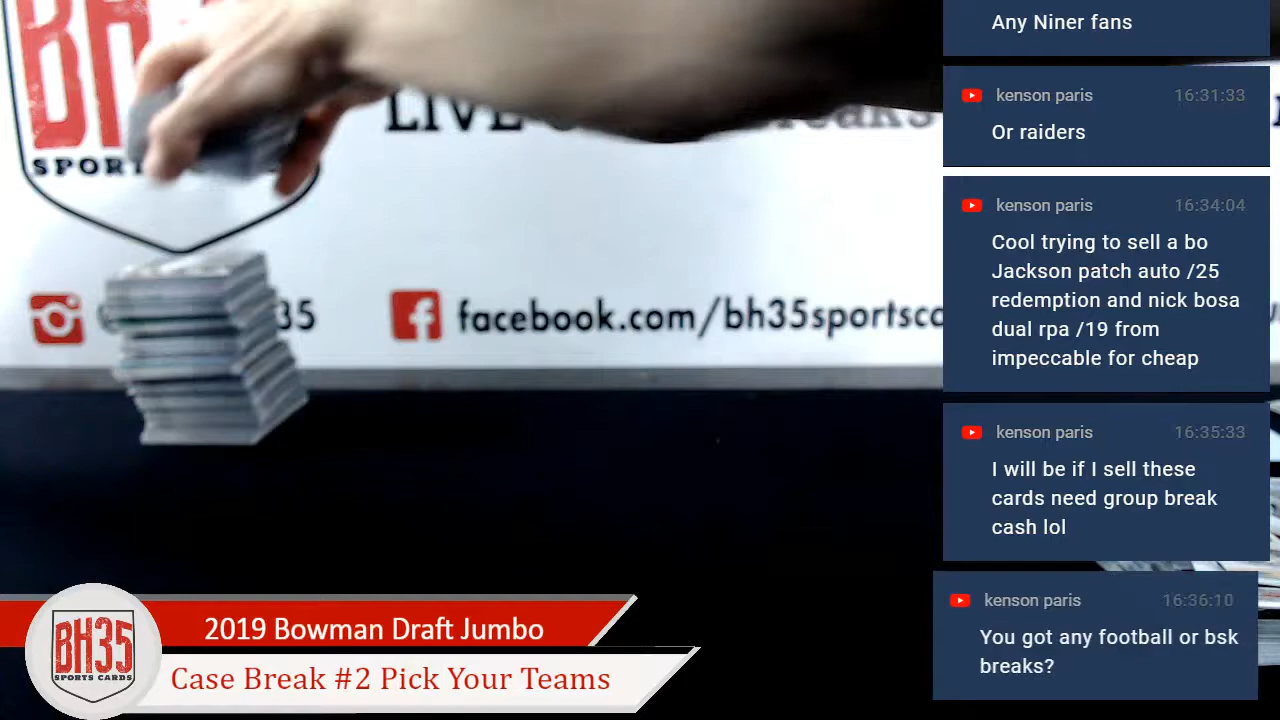 BH
SPORT
LIVE
35
facebook.com/bh35sportsc
2019 Bowman Draft Jumbo
Case Break #2 Pick Your Teams
BH35
SPORTS CARDS
Any Niner fans
kenson paris 16:31:33
Or raiders
kenson paris 16:34:04
Cool trying to sell a bo
Jackson patch auto /25
redemption and nick bosa
dual rpa /19 from
impeccable for cheap
kenson paris 16:35:33
I will be if I sell these
cards need group break
cash lol
kenson paris 16:36:10
You got any football or bsk
breaks?